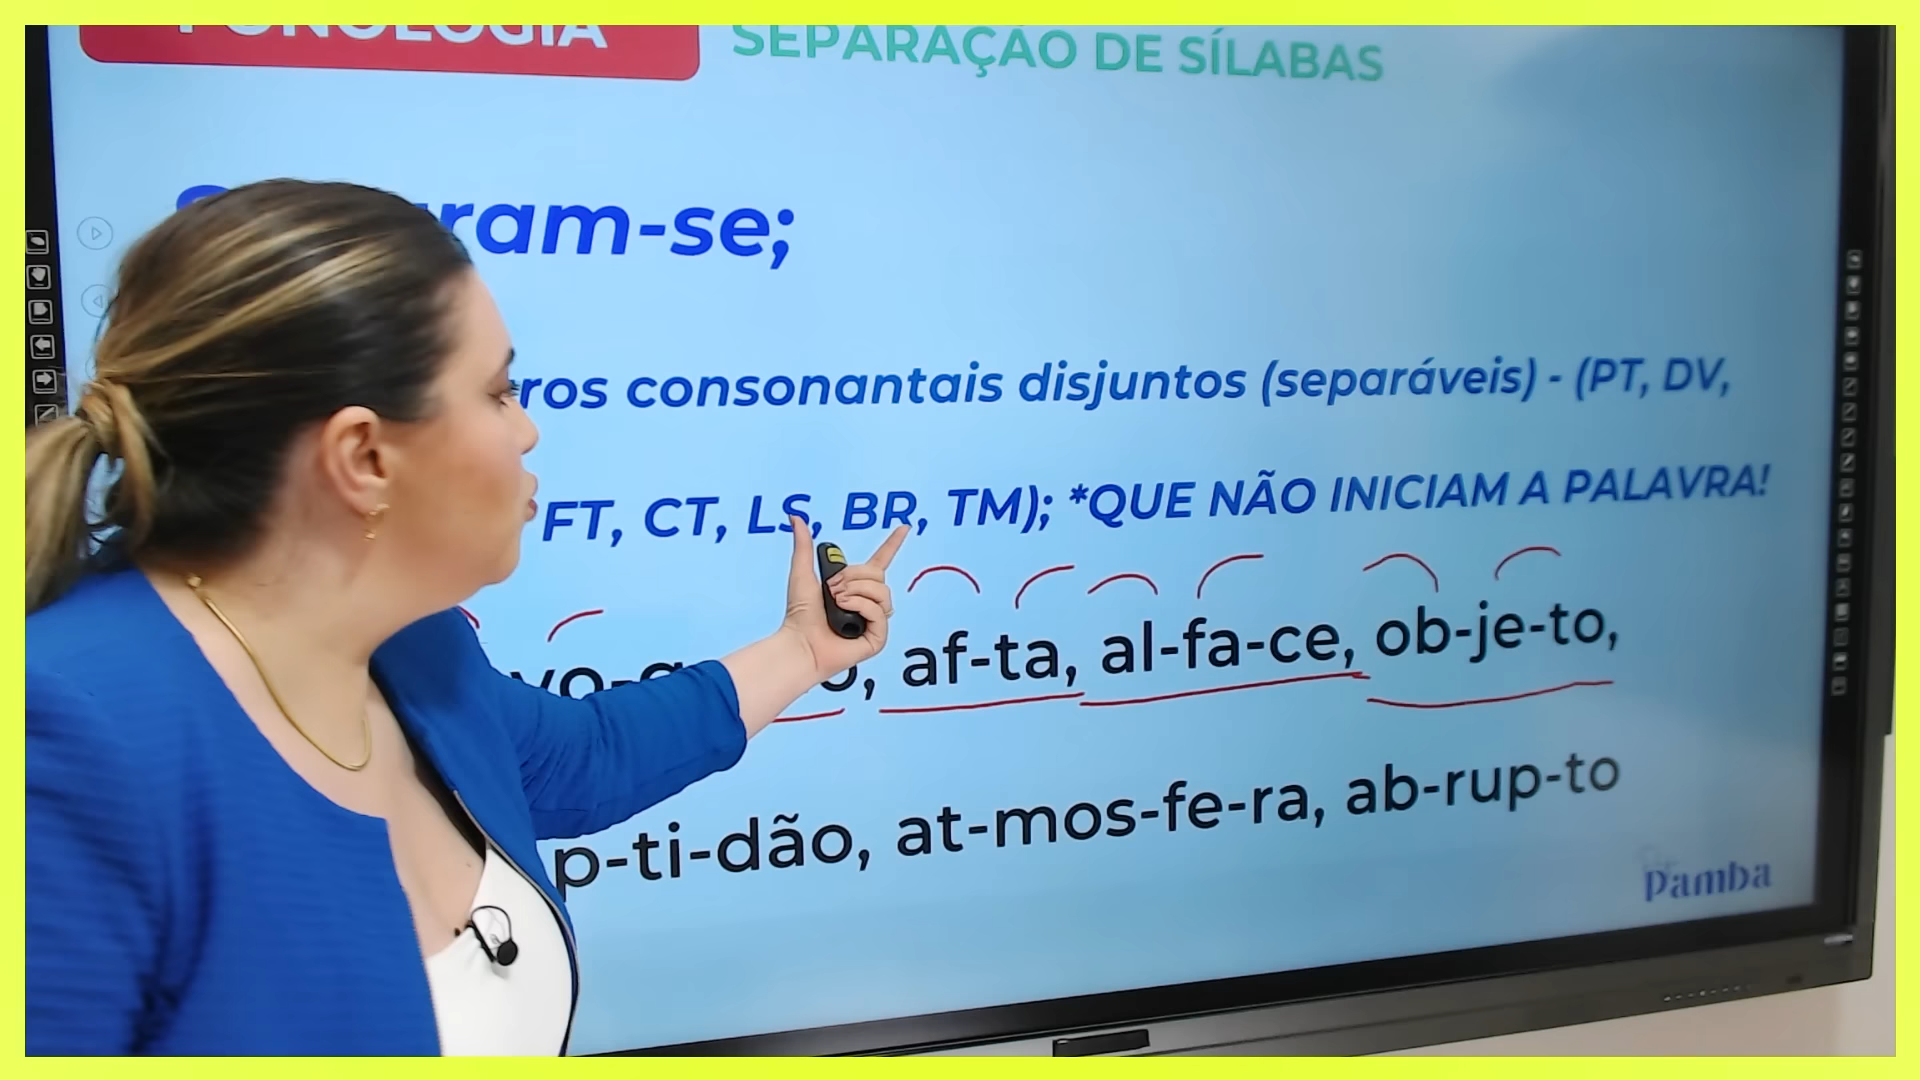 FONOLOGIA
SEPARAÇÃO DE SÍLABAS
ram-se;
ros consonantais disjuntos (separáveis) - (PT, DV,
FT, CT, LS, BR, TM); *QUE NÃO INICIAM A PALAVRA!
af-ta, al-fa-ce, ob-je-to,
p-ti-dão, at-mos-fe-ra, ab-rup-to
Pamba